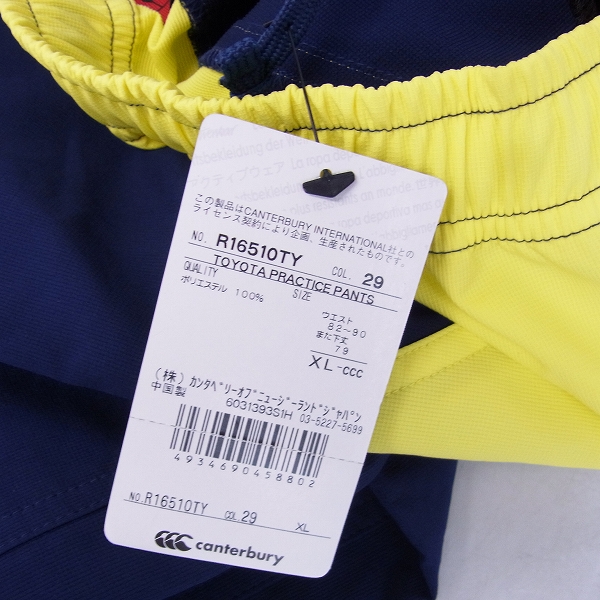 sbekleidung der
La ropa dep
この製品はCANTERBURY INTERNATIONAL社との
ライセンス契約により企画、生産されたものです。
NO. R16510TY COL. 29
TOYOTA PRACTICE PANTS
QUALITY SIZE
ポリエステル 100%
ウエスト
82-90
また下丈
79
XL-ccc
(株)カンタベリーオブニュージーランドジャパン
中国製 6031393S1H 03-5227-5699
4934690458802
NO. R16510TY COL. 29 XL
canterbury